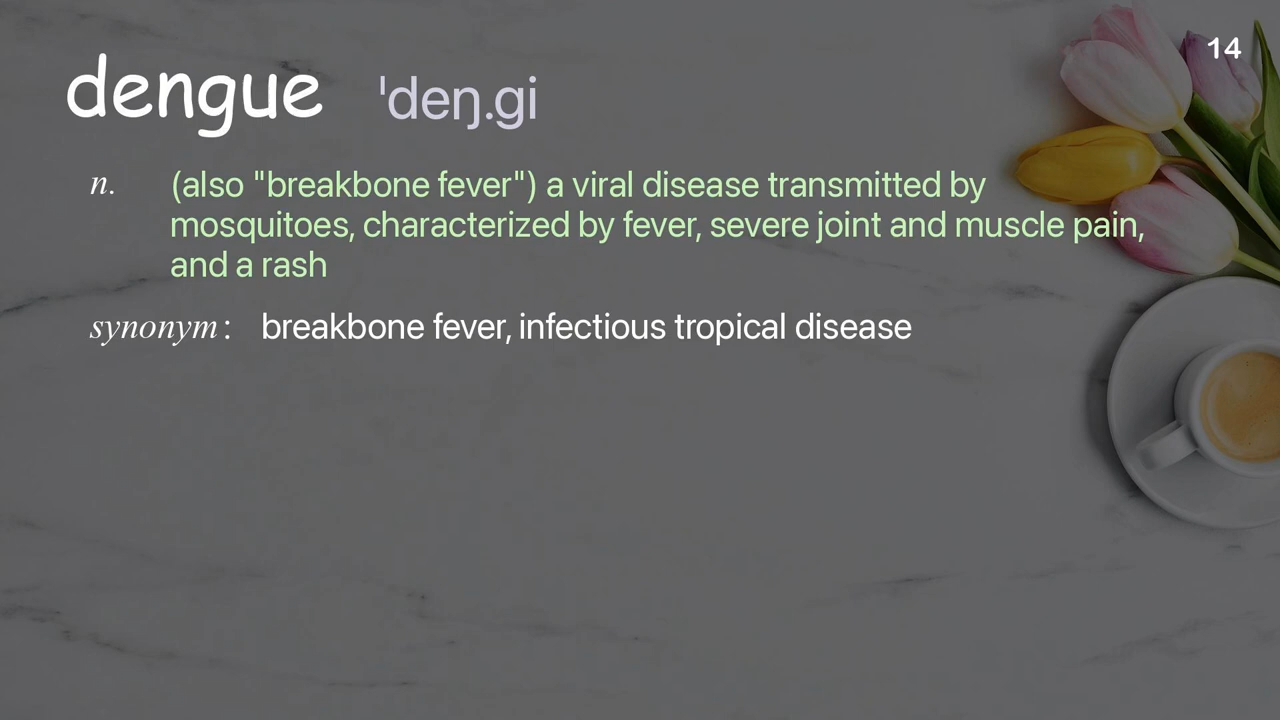 14
dengue ˈdeŋ.gi
n. (also "breakbone fever") a viral disease transmitted by
mosquitoes, characterized by fever, severe joint and muscle pain,
and a rash
synonym: breakbone fever, infectious tropical disease